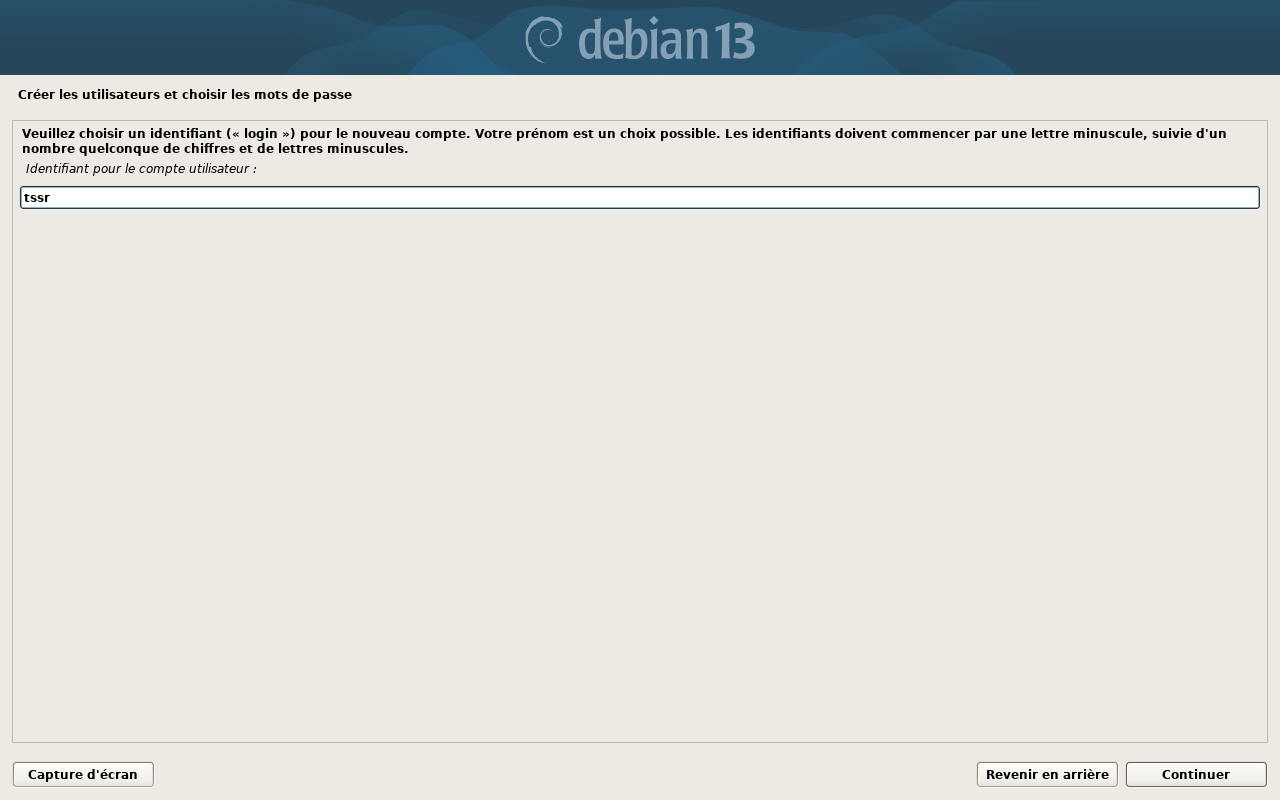 debian 13
Créer les utilisateurs et choisir les mots de passe
Veuillez choisir un identifiant (« login ») pour le nouveau compte. Votre prénom est un choix possible. Les identifiants doivent commencer par une lettre minuscule, suivie d'un
nombre quelconque de chiffres et de lettres minuscules.
Identifiant pour le compte utilisateur :
tssr
Capture d'écran
Revenir en arrière
Continuer